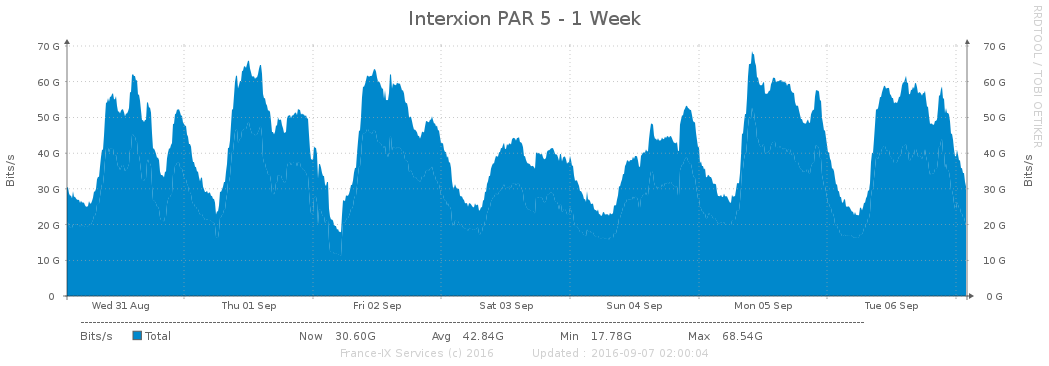 Interxion PAR 5 - 1 Week
RRDTOOL / TOBI OETIKER
Bits/s
Bits/s
70 G 70 G
60 G 60 G
50 G 50 G
40 G 40 G
30 G 30 G
20 G 20 G
10 G 10 G
0 0 G
Wed 31 Aug Thu 01 Sep Fri 02 Sep Sat 03 Sep Sun 04 Sep Mon 05 Sep Tue 06 Sep
Bits/s Total Now 30.60G Avg 42.84G Min 17.78G Max 68.54G
France-IX Services (c) 2016 Updated : 2016-09-07 02:00:04